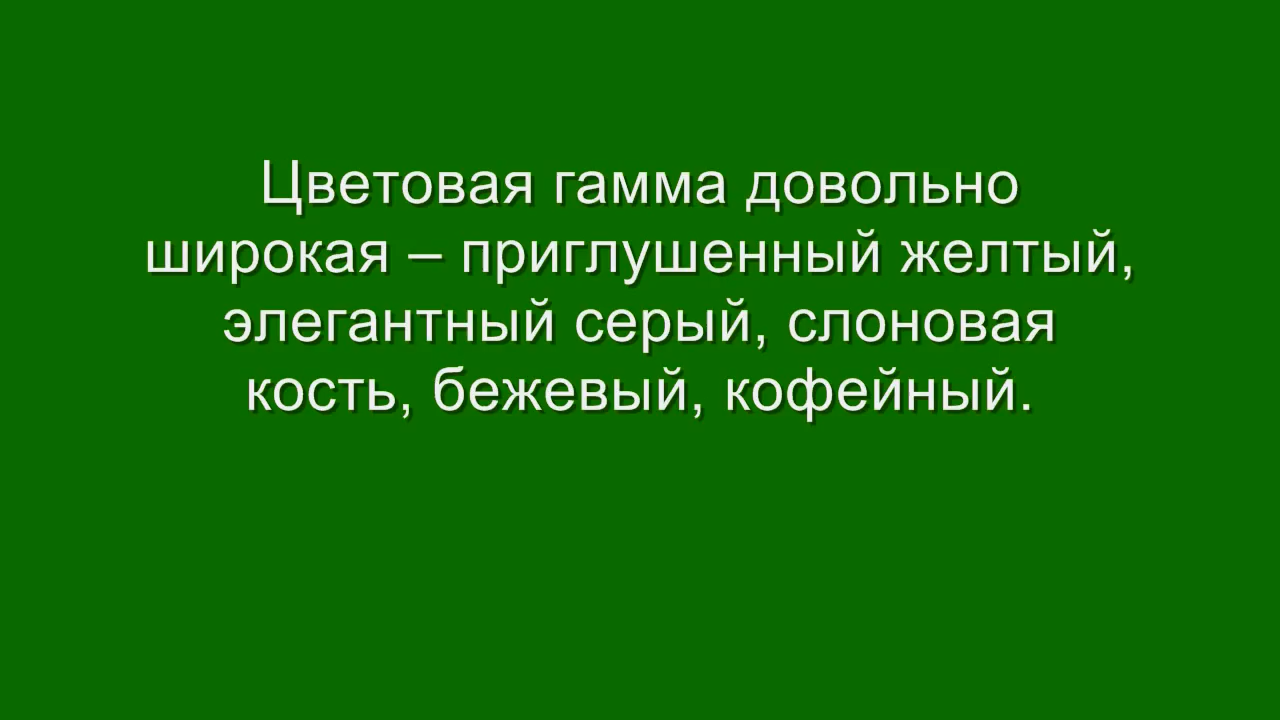 Цветовая гамма довольно
широкая – приглушенный желтый,
элегантный серый, слоновая
кость, бежевый, кофейный.